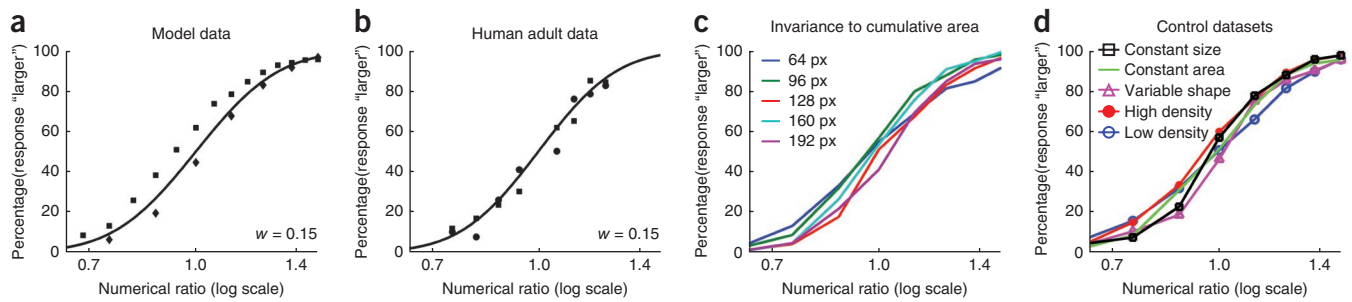 a
Model data
Percentage(response “larger”)
100
80
60
40
20
0
0.7
1.0
1.4
w = 0.15
Numerical ratio (log scale)
b
Human adult data
Percentage(response “larger”)
100
80
60
40
20
0
0.7
1.0
1.4
w = 0.15
Numerical ratio (log scale)
c
Invariance to cumulative area
Percentage(response “larger”)
100
80
60
40
20
0
64 px
96 px
128 px
160 px
192 px
0.7
1.0
1.4
Numerical ratio (log scale)
d
Control datasets
Percentage(response “larger”)
100
80
60
40
20
0
Constant size
Constant area
Variable shape
High density
Low density
0.7
1.0
1.4
Numerical ratio (log scale)